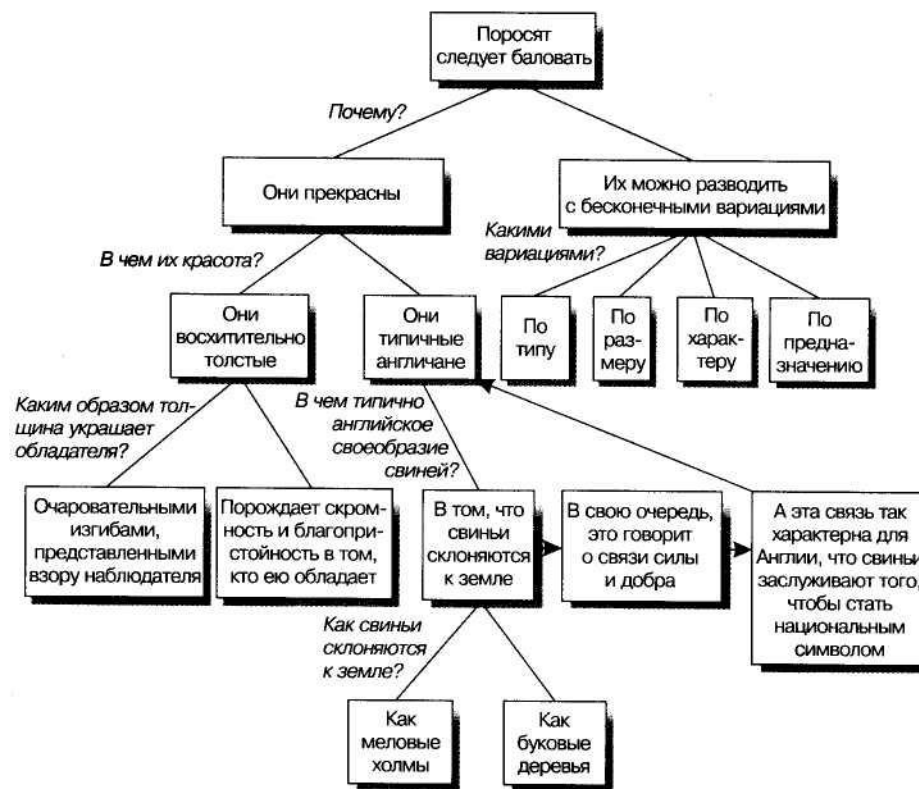 Поросят
следует баловать
Почему?
Они прекрасны
Их можно разводить
с бесконечными вариациями
В чем их красота?
Какими
вариациями?
Они
восхитительно
толстые
Они
типичные
англичане
По
типу
По
раз-
меру
По
харак-
теру
По
предна-
значению
Каким образом тол-
щина украшает
обладателя?
В чем типично
английское
своеобразие
свиней?
Очаровательными
изгибами,
представленными
взору наблюдателя
Порождает скром-
ность и благопри-
стойность в том,
кто ею обладает
В том, что
свиньи
склоняются
к земле
В свою очередь,
это говорит
о связи силы
и добра
А эта связь так
характерна для
Англии, что свиньи
заслуживают того,
чтобы стать
национальным
символом
Как свиньи
склоняются
к земле?
Как
меловые
холмы
Как
буковые
деревья